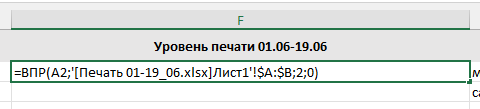 F
Уровень печати 01.06-19.06
=ВПР(A2;'[Печать 01-19_06.xlsx]Лист1'!$A:$B;2;0)